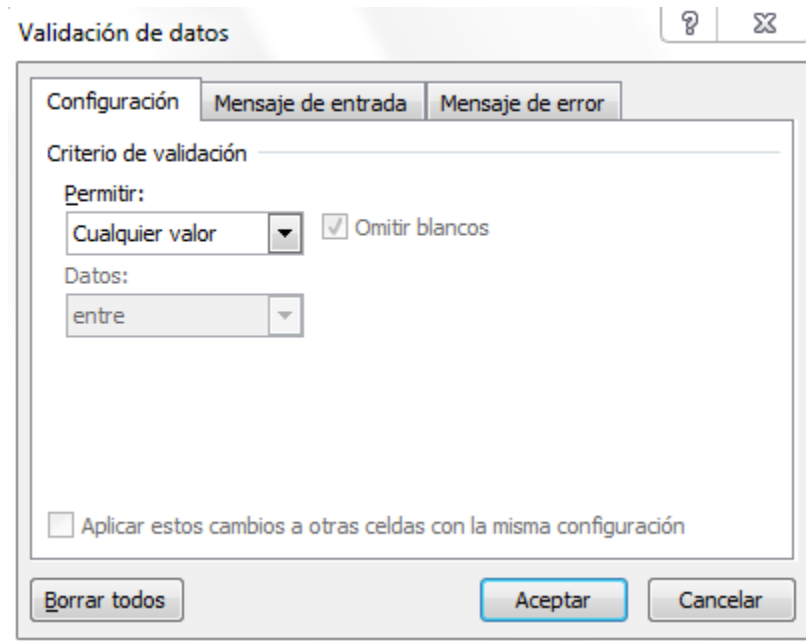 Validación de datos
Configuración Mensaje de entrada Mensaje de error
Criterio de validación
Permitir:
Cualquier valor Omitir blancos
Datos:
entre
Aplicar estos cambios a otras celdas con la misma configuración
Borrar todos Aceptar Cancelar